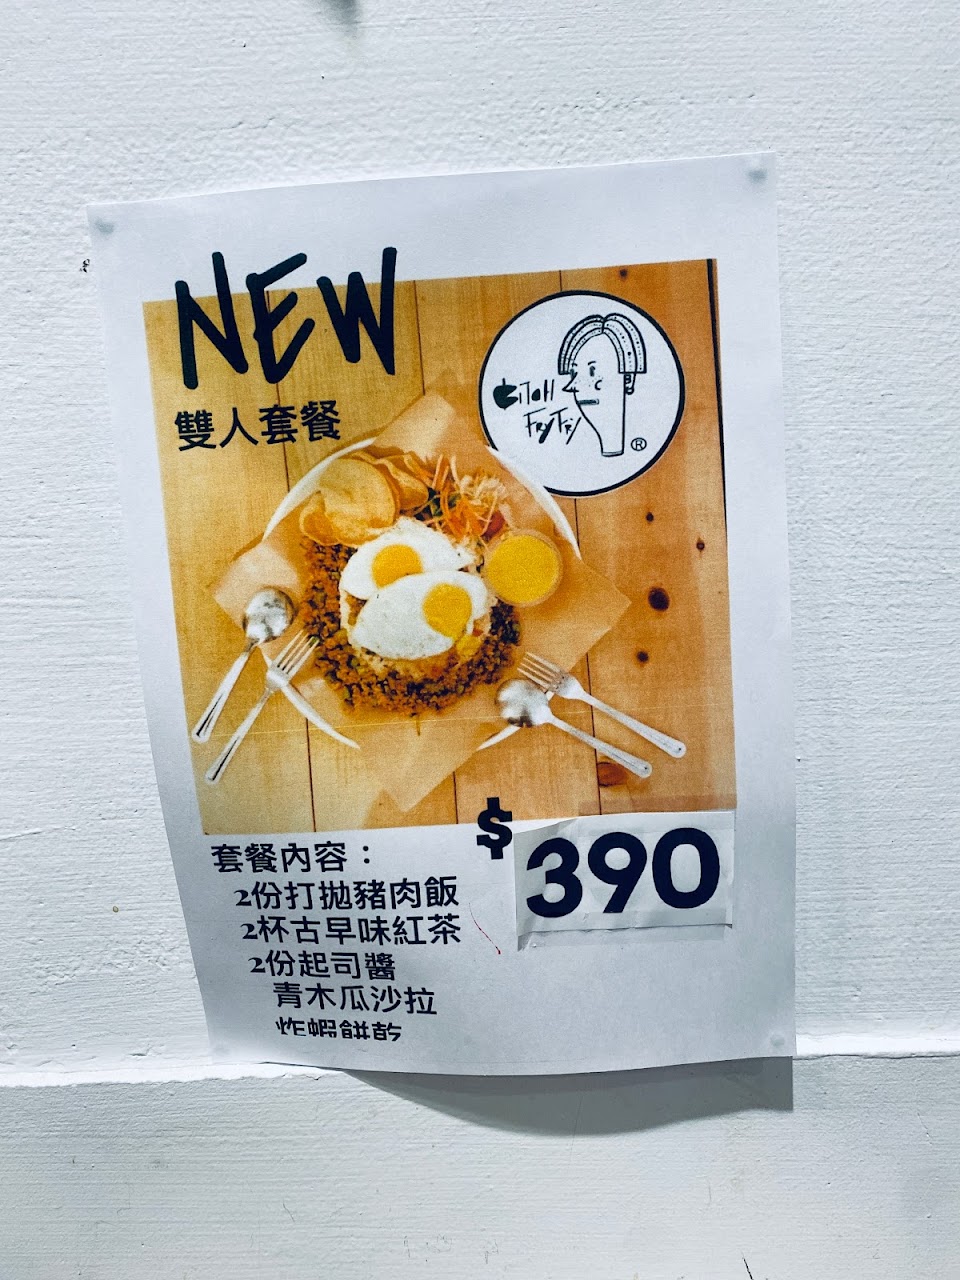 NEW
雙人套餐
BiTCH
FRYFRY
®
$390
套餐內容：
2份打拋豬肉飯
2杯古早味紅茶
2份起司醬
青木瓜沙拉
炸蝦餅乾